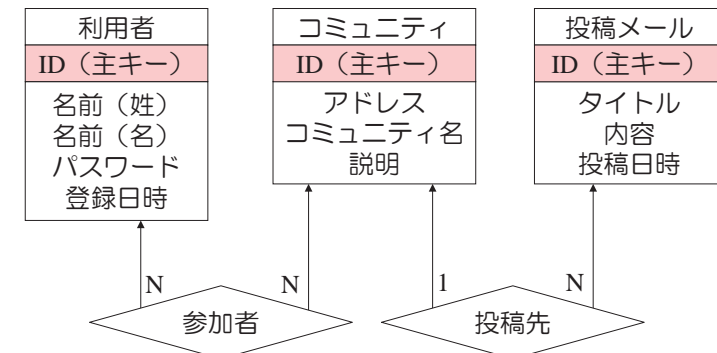 利用者
ID（主キー）
名前（姓）
名前（名）
パスワード
登録日時
コミュニティ
ID（主キー）
アドレス
コミュニティ名
説明
投稿メール
ID（主キー）
タイトル
内容
投稿日時
N
N
1
N
参加者
投稿先